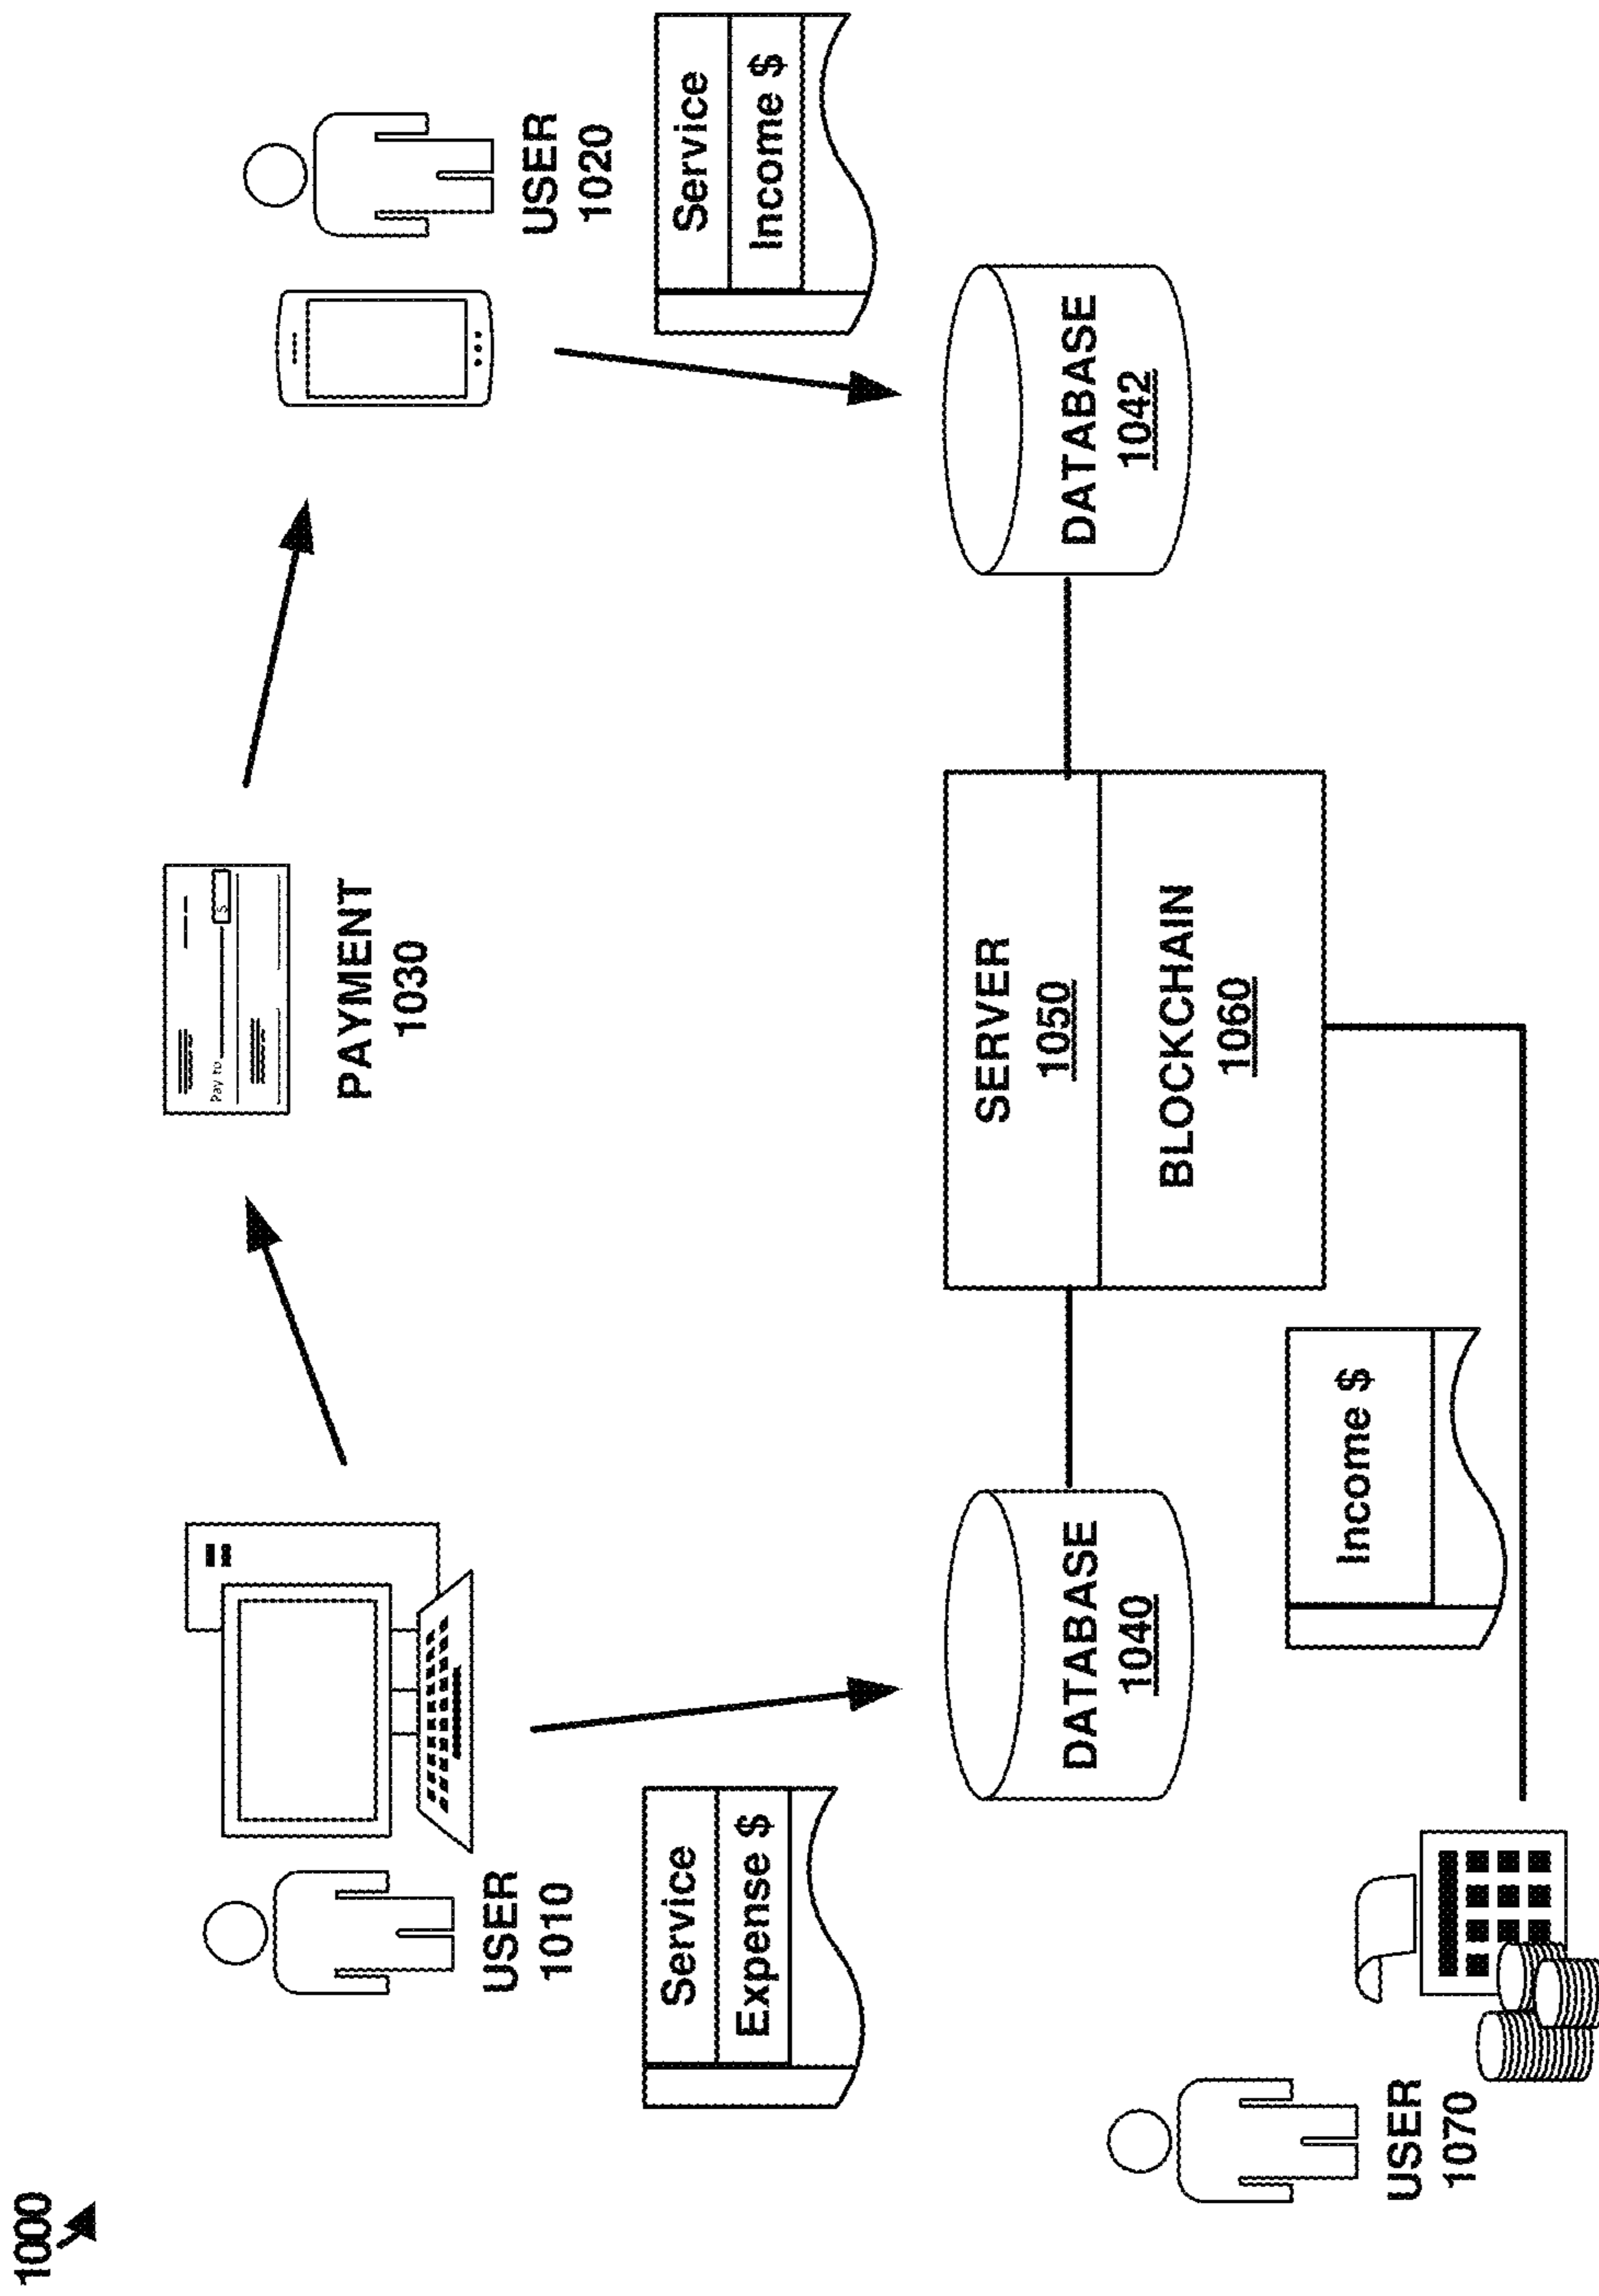 1000
USER
1010
Pay to
$
PAYMENT
1030
USER
1020
Service
Expense $
Service
Income $
DATABASE
1040
SERVER
1050
BLOCKCHAIN
1060
DATABASE
1042
Income $
USER
1070